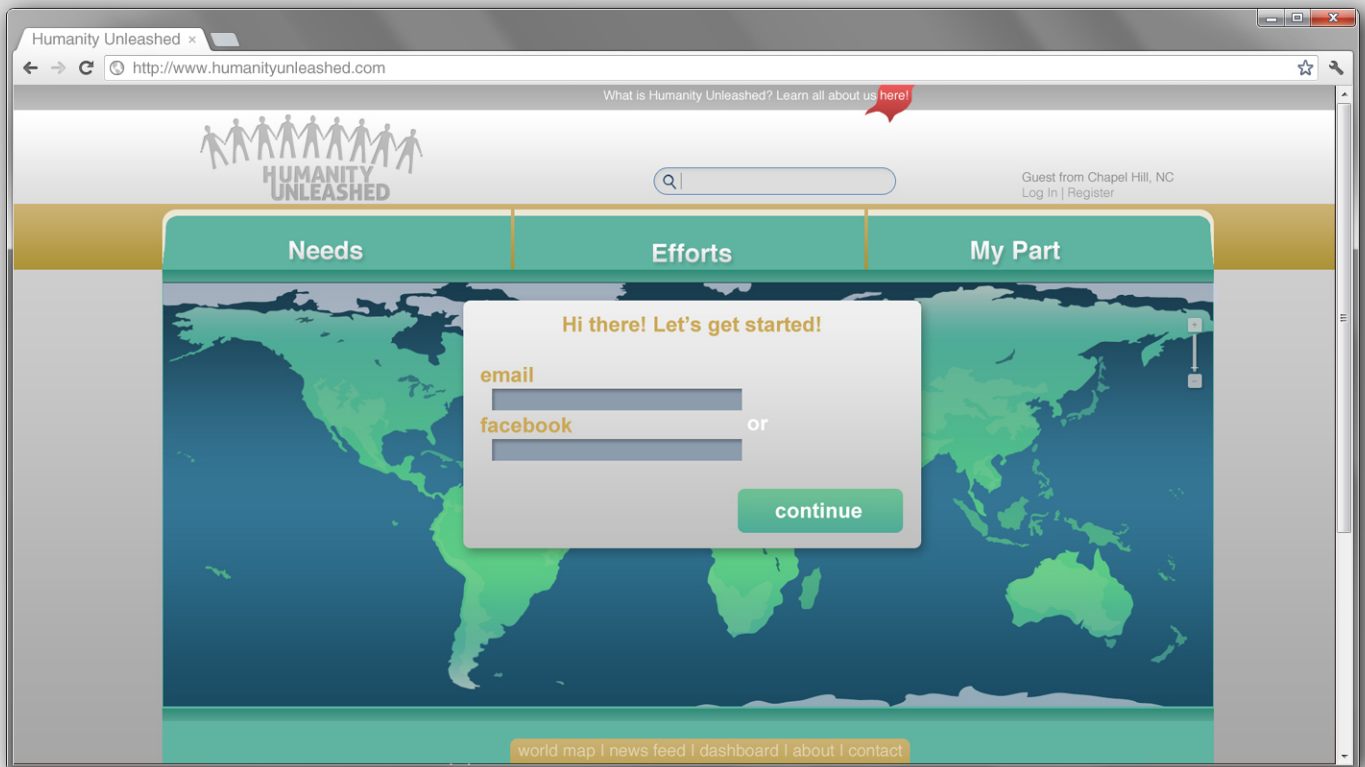 Humanity Unleashed ×
http://www.humanityunleashed.com
What is Humanity Unleashed? Learn all about us here!
HUMANITY
UNLEASHED
Guest from Chapel Hill, NC
Log In | Register
Needs
Efforts
My Part
Hi there! Let's get started!
email
facebook
or
continue
world map | news feed | dashboard | about | contact